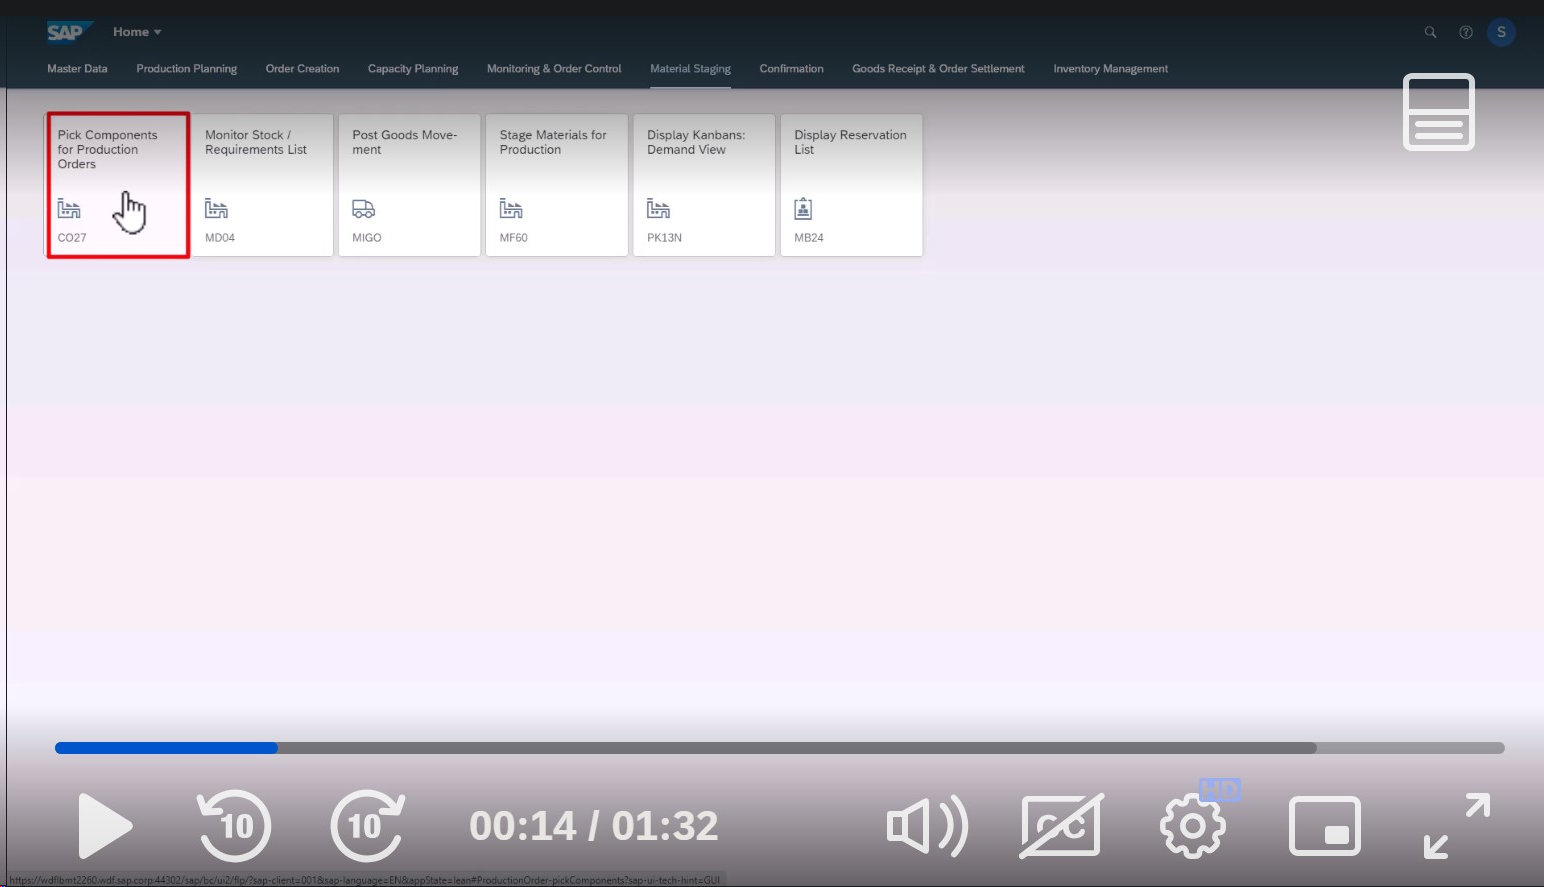 SAP Home
Master Data Production Planning Order Creation Capacity Planning Monitoring & Order Control Material Staging Confirmation Goods Receipt & Order Settlement Inventory Management
S
Pick Components
for Production
Orders
CO27
Monitor Stock /
Requirements List
MD04
Post Goods Move-
ment
MIGO
Stage Materials for
Production
MF60
Display Kanbans:
Demand View
PK13N
Display Reservation
List
MB24
10 10 00:14 / 01:32 CC HD
https://wdflbmt2260.wdf.sap.corp:44302/sap/bc/ui2/flp/?sap-client=001&sap-language=EN&appState=lean#ProductionOrder-pickComponents?sap-ui-tech-hint=GUI